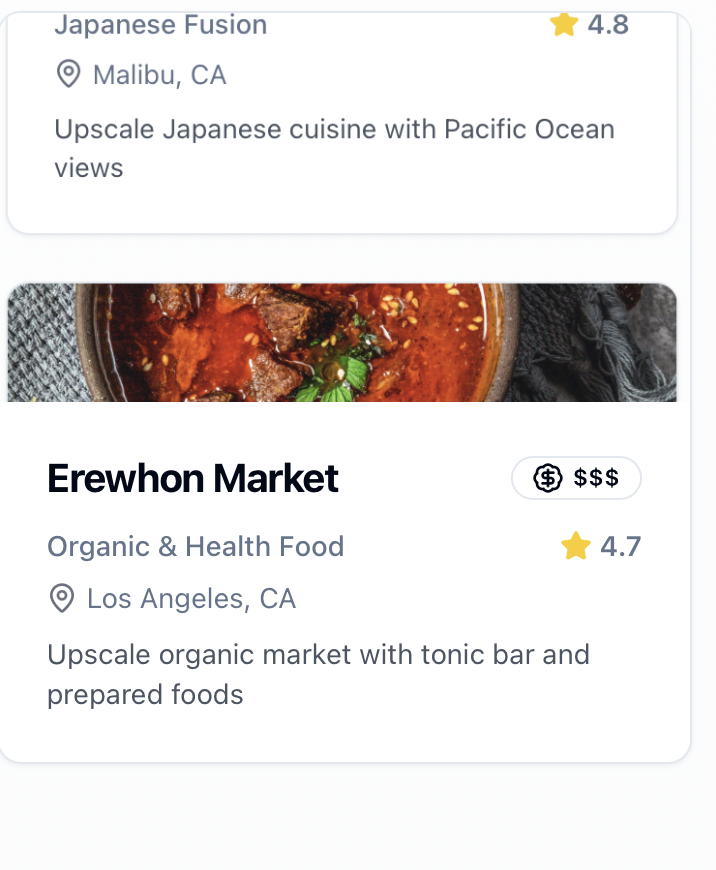 Japanese Fusion 4.8
Malibu, CA
Upscale Japanese cuisine with Pacific Ocean
views
Erewhon Market $$$
Organic & Health Food 4.7
Los Angeles, CA
Upscale organic market with tonic bar and
prepared foods